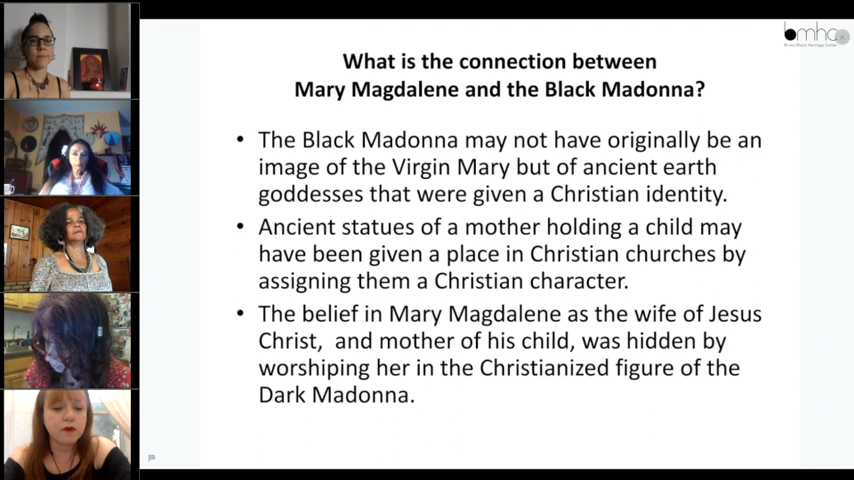 bmhc
Bronx Music Heritage Center
What is the connection between
Mary Magdalene and the Black Madonna?
• The Black Madonna may not have originally be an
image of the Virgin Mary but of ancient earth
goddesses that were given a Christian identity.
• Ancient statues of a mother holding a child may
have been given a place in Christian churches by
assigning them a Christian character.
• The belief in Mary Magdalene as the wife of Jesus
Christ,  and mother of his child, was hidden by
worshiping her in the Christianized figure of the
Dark Madonna.